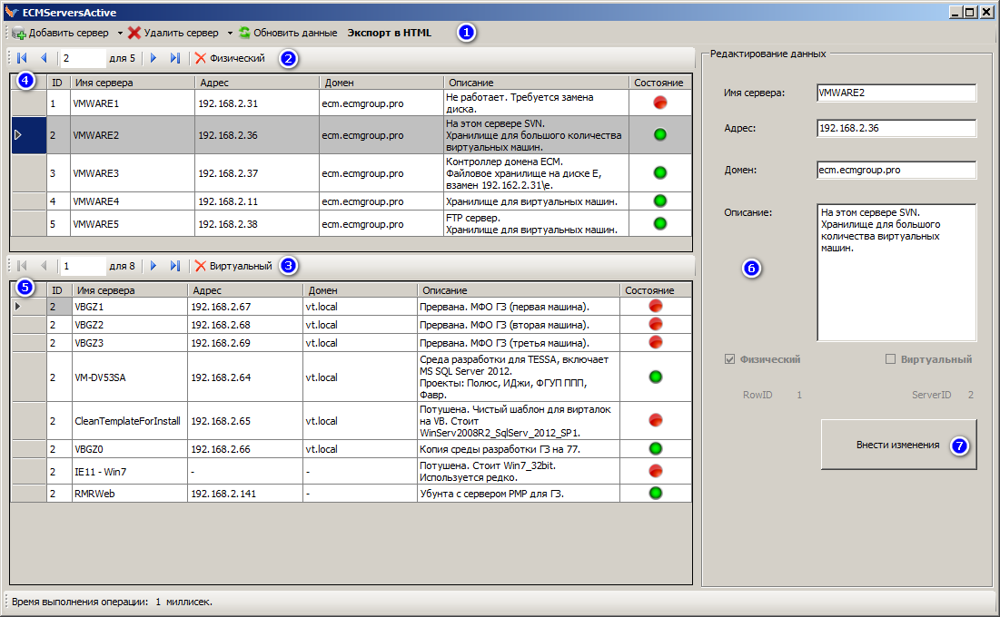 ECMServersActive
Добавить сервер Удалить сервер Обновить данные Экспорт в HTML 1
2 для 5 Физический 2
4 ID Имя сервера Адрес Домен Описание Состояние
1 VMWARE1 192.168.2.31 ecm.ecmgroup.pro Не работает. Требуется замена
диска.
2 VMWARE2 192.168.2.36 ecm.ecmgroup.pro На этом сервере SVN.
Хранилище для большого количества
виртуальных машин.
3 VMWARE3 192.168.2.37 ecm.ecmgroup.pro Контроллер домена ECM.
Файловое хранилище на диске E,
взамен 192.162.2.31\e.
4 VMWARE4 192.168.2.11 ecm.ecmgroup.pro Хранилище для виртуальных машин.
5 VMWARE5 192.168.2.38 ecm.ecmgroup.pro FTP сервер.
Хранилище для виртуальных машин.
1 для 8 Виртуальный 3
5 ID Имя сервера Адрес Домен Описание Состояние
2 VBGZ1 192.168.2.67 vt.local Прервана. МФО ГЗ (первая машина).
2 VBGZ2 192.168.2.68 vt.local Прервана. МФО ГЗ (вторая машина).
2 VBGZ3 192.168.2.69 vt.local Прервана. МФО ГЗ (третья машина).
2 VM-DV53SA 192.168.2.64 vt.local Среда разработки для TESSA, включает
MS SQL Server 2012.
Проекты: Полюс, ИДжи, ФГУП ППП,
Фавр.
2 CleanTemplateForInstall 192.168.2.65 vt.local Потушена. Чистый шаблон для вирталок
на VB. Стоит
WinServ2008R2_SqlServ_2012_SP1.
2 VBGZ0 192.168.2.66 vt.local Копия среды разработки ГЗ на 77.
2 IE11 - Win7 - - Потушена. Стоит Win7_32bit.
Используется редко.
2 RMRWeb 192.168.2.141 - Убунта с сервером РМР для ГЗ.
Редактирование данных
Имя сервера: VMWARE2
Адрес: 192.168.2.36
Домен: ecm.ecmgroup.pro
Описание: На этом сервере SVN.
Хранилище для большого
количества виртуальных
машин.
6
Физический Виртуальный
RowID 1 ServerID 2
Внести изменения 7
Время выполнения операции: 1 миллисек.